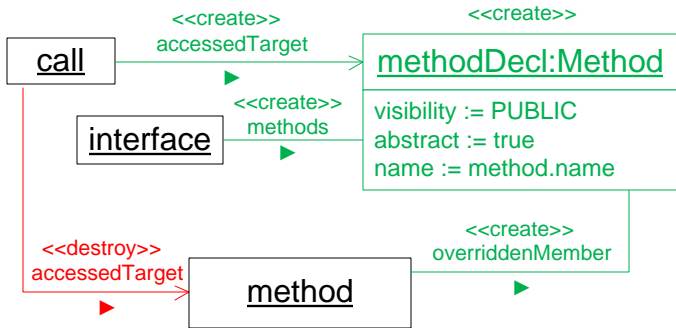 <<create>>
accessedTarget
<<create>>
call
methodDecl:Method
<<create>>
methods
interface
visibility := PUBLIC
abstract := true
name := method.name
<<destroy>>
accessedTarget
method
<<create>>
overriddenMember